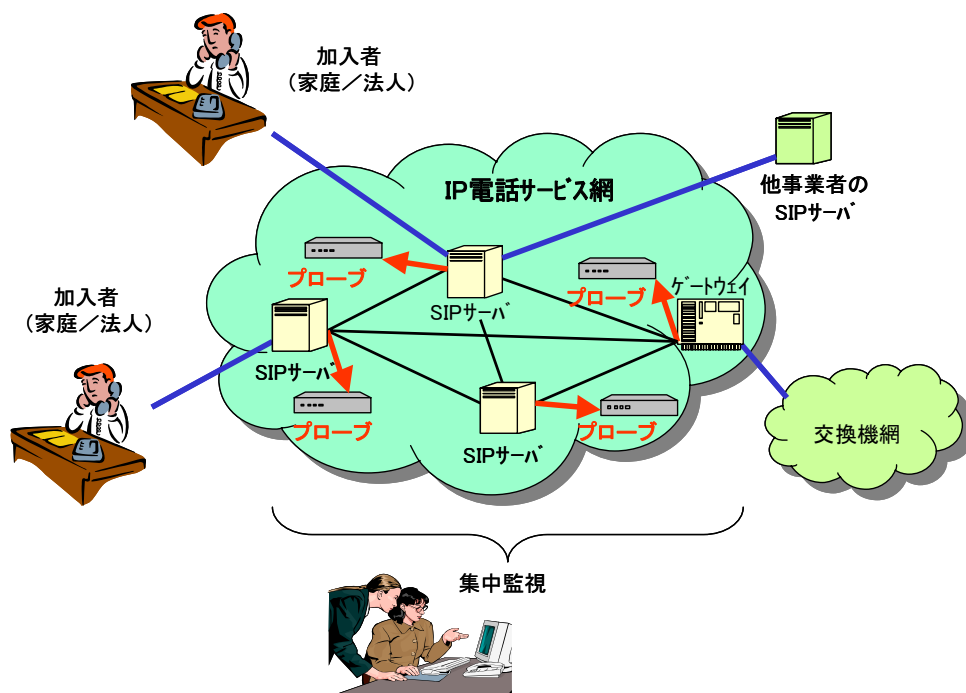 加入者
（家庭／法人）
IP電話サービス網
他事業者の
SIPサーバ
プローブ
SIPサーバ
プローブ
ゲートウェイ
加入者
（家庭／法人）
SIPサーバ
プローブ
SIPサーバ
プローブ
交換機網
集中監視